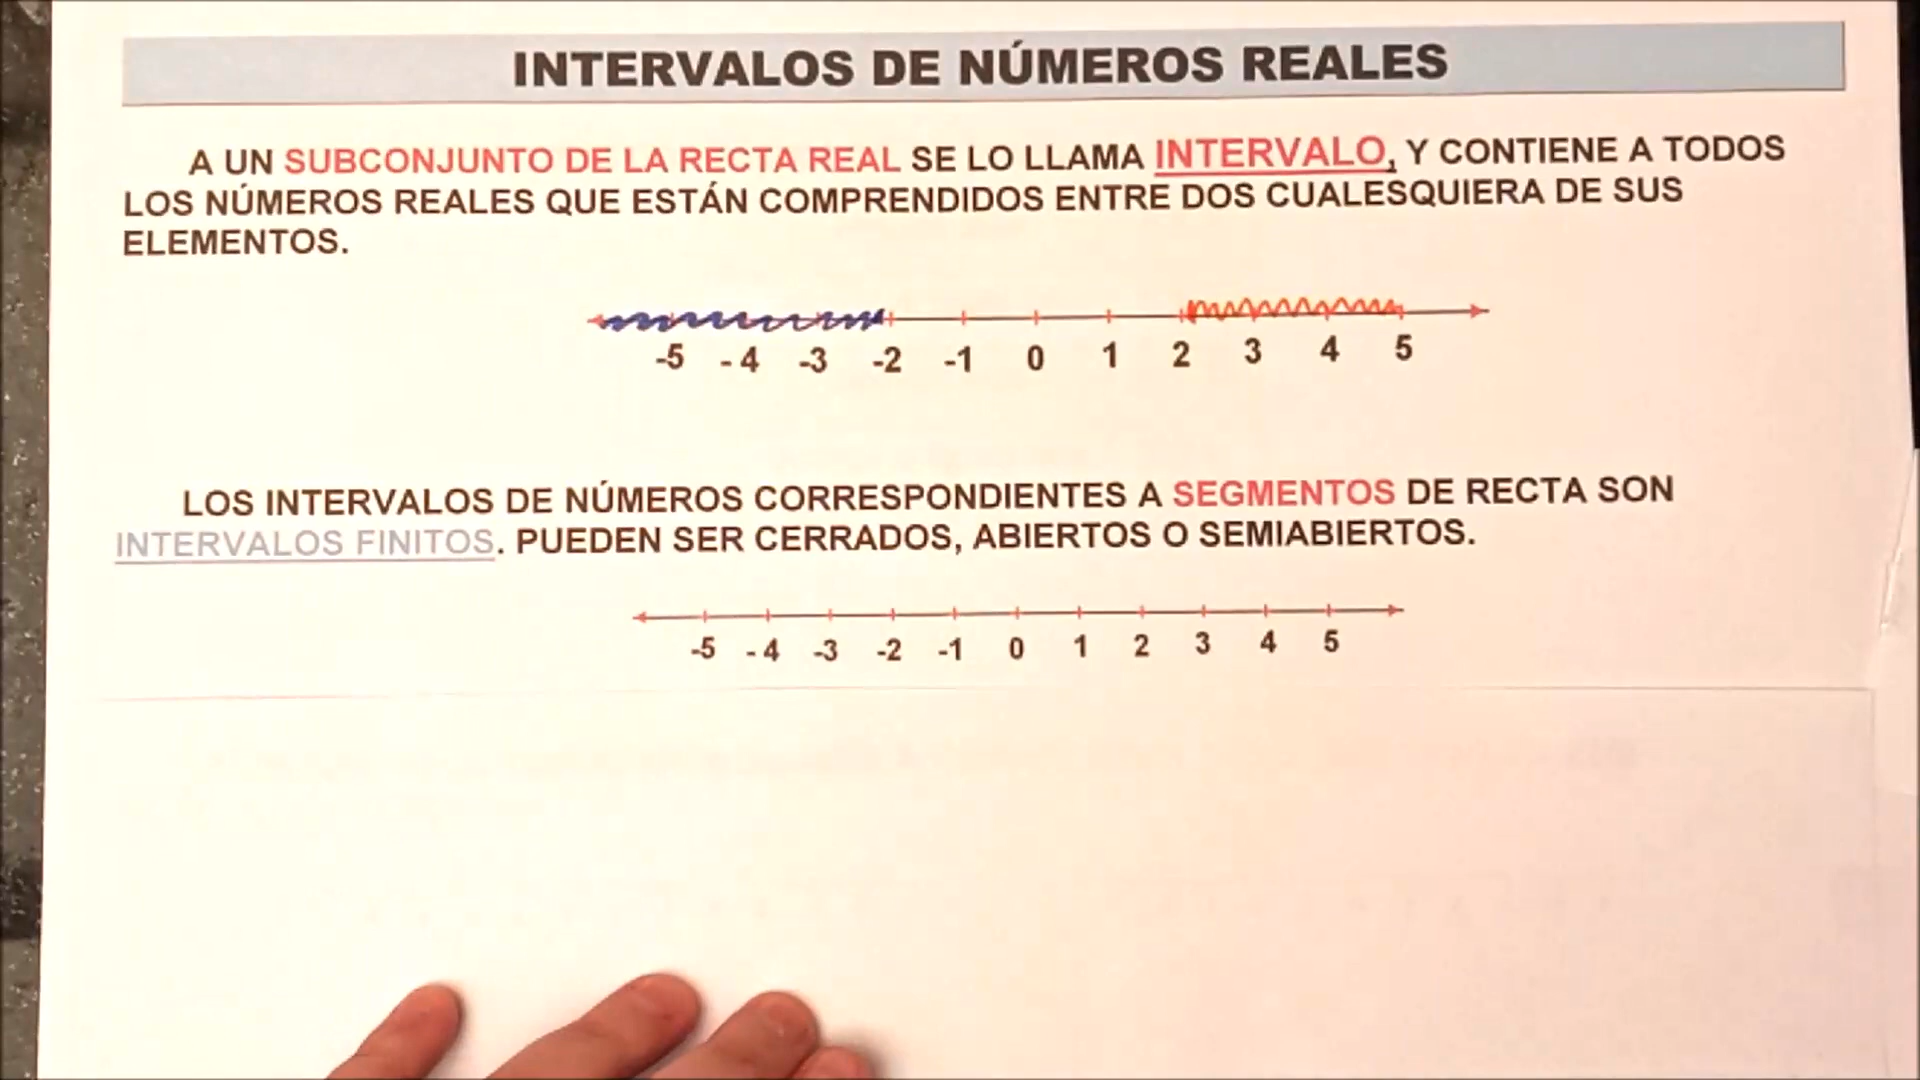 INTERVALOS DE NÚMEROS REALES
A UN SUBCONJUNTO DE LA RECTA REAL SE LO LLAMA INTERVALO, Y CONTIENE A TODOS
LOS NÚMEROS REALES QUE ESTÁN COMPRENDIDOS ENTRE DOS CUALESQUIERA DE SUS
ELEMENTOS.
-5 - 4 -3 -2 -1 0 1 2 3 4 5
LOS INTERVALOS DE NÚMEROS CORRESPONDIENTES A SEGMENTOS DE RECTA SON
INTERVALOS FINITOS. PUEDEN SER CERRADOS, ABIERTOS O SEMIABIERTOS.
-5 - 4 -3 -2 -1 0 1 2 3 4 5